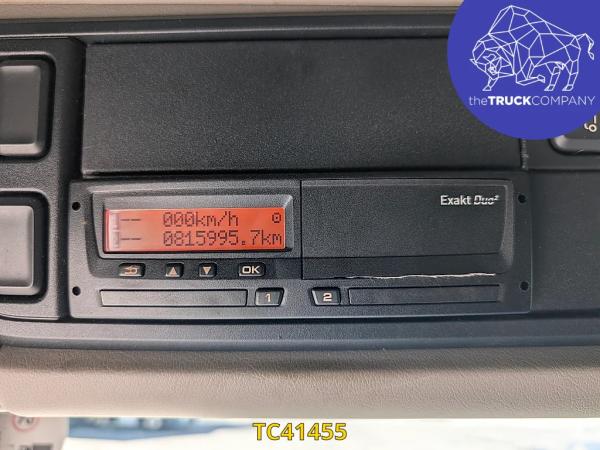 theTRUCKCOMPANY
Exakt Duo²
-- 000km/h
-- 0815995.7km
OK
1
2
TC41455